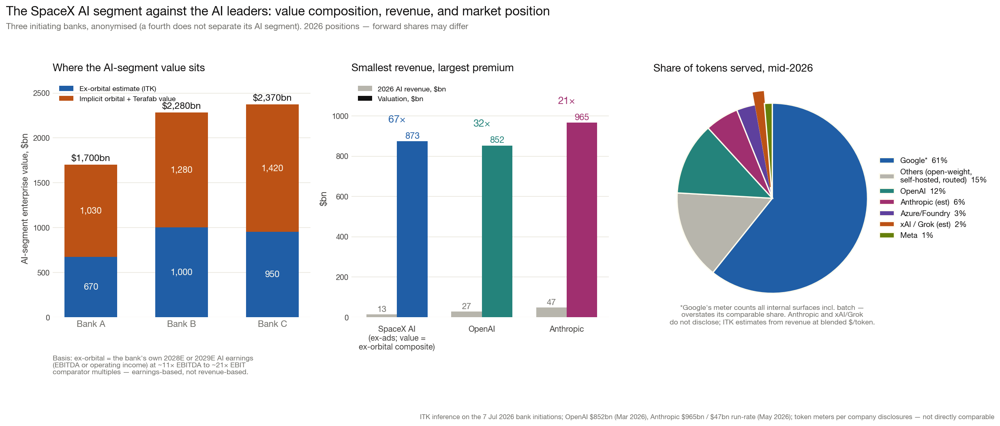 The SpaceX AI segment against the AI leaders: value composition, revenue, and market position
Three initiating banks, anonymised (a fourth does not separate its AI segment). 2026 positions — forward shares may differ
Where the AI-segment value sits
Ex-orbital estimate (ITK)
Implicit orbital + Terafab value
AI-segment enterprise value, $bn
2500
2000
1500
1000
500
0
$1,700bn
$2,280bn
$2,370bn
1,030
1,280
1,420
670
1,000
950
Bank A
Bank B
Bank C
Basis: ex-orbital = the bank's own 2028E or 2029E AI earnings
(EBITDA or operating income) at ~11× EBITDA to ~21× EBIT
comparator multiples — earnings-based, not revenue-based.
Smallest revenue, largest premium
2026 AI revenue, $bn
Valuation, $bn
$bn
1000
800
600
400
200
0
67×
32×
21×
873
852
965
13
27
47
SpaceX AI
(ex-ads; value =
ex-orbital composite)
OpenAI
Anthropic
Share of tokens served, mid-2026
Google* 61%
Others (open-weight,
self-hosted, routed) 15%
OpenAI 12%
Anthropic (est) 6%
Azure/Foundry 3%
xAI / Grok (est) 2%
Meta 1%
*Google's meter counts all internal surfaces incl. batch —
overstates its comparable share. Anthropic and xAI/Grok
do not disclose; ITK estimates from revenue at blended $/token.
ITK inference on the 7 Jul 2026 bank initiations; OpenAI $852bn (Mar 2026), Anthropic $965bn / $47bn run-rate (May 2026); token meters per company disclosures — not directly comparable